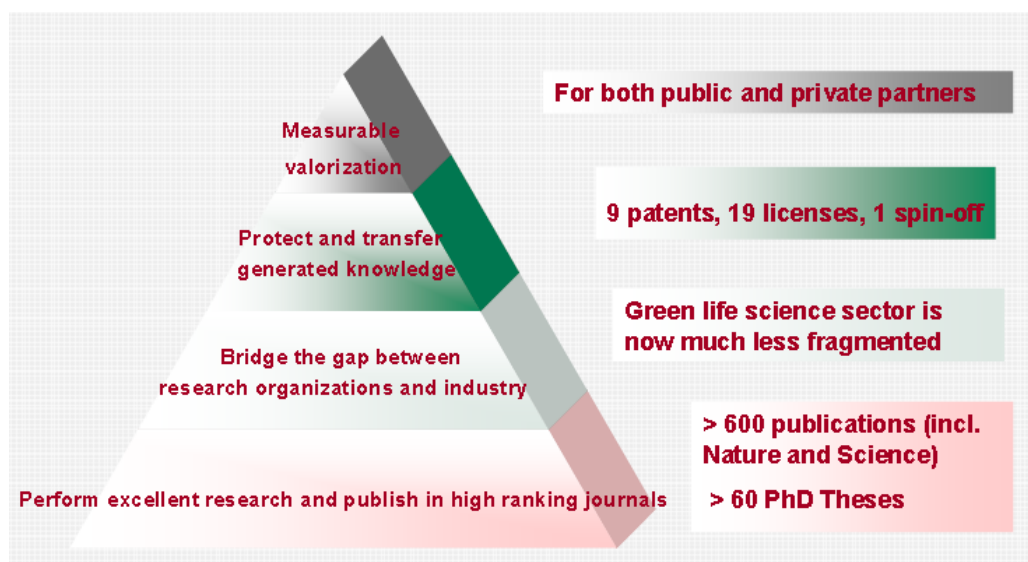 Measurable
valorization
For both public and private partners
Protect and transfer
generated knowledge
9 patents, 19 licenses, 1 spin-off
Bridge the gap between
research organizations and industry
Green life science sector is
now much less fragmented
Perform excellent research and publish in high ranking journals
> 600 publications (incl.
Nature and Science)
> 60 PhD Theses